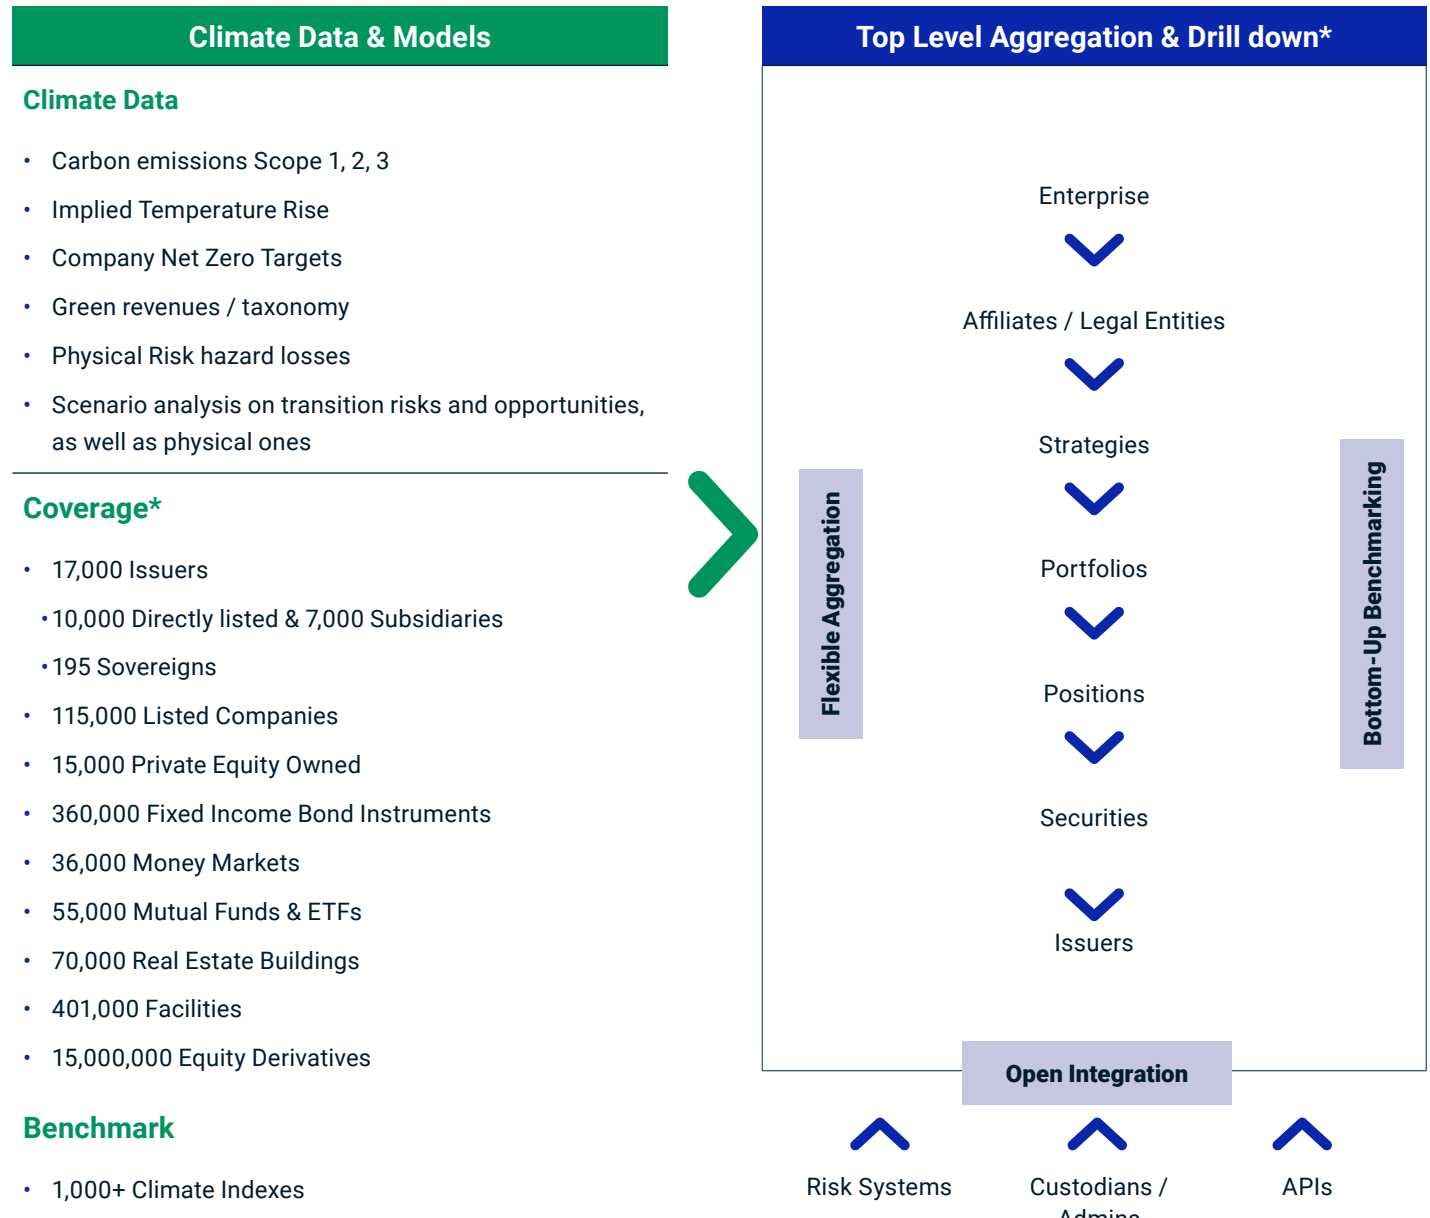 Climate Data & Models
Climate Data
• Carbon emissions Scope 1, 2, 3
• Implied Temperature Rise
• Company Net Zero Targets
• Green revenues / taxonomy
• Physical Risk hazard losses
• Scenario analysis on transition risks and opportunities,
as well as physical ones
Coverage*
• 17,000 Issuers
• 10,000 Directly listed & 7,000 Subsidiaries
• 195 Sovereigns
• 115,000 Listed Companies
• 15,000 Private Equity Owned
• 360,000 Fixed Income Bond Instruments
• 36,000 Money Markets
• 55,000 Mutual Funds & ETFs
• 70,000 Real Estate Buildings
• 401,000 Facilities
• 15,000,000 Equity Derivatives
Benchmark
• 1,000+ Climate Indexes
Top Level Aggregation & Drill down*
Enterprise
Affiliates / Legal Entities
Strategies
Portfolios
Positions
Securities
Issuers
Flexible Aggregation
Bottom-Up Benchmarking
Open Integration
Risk Systems
Custodians /
Admins
APIs